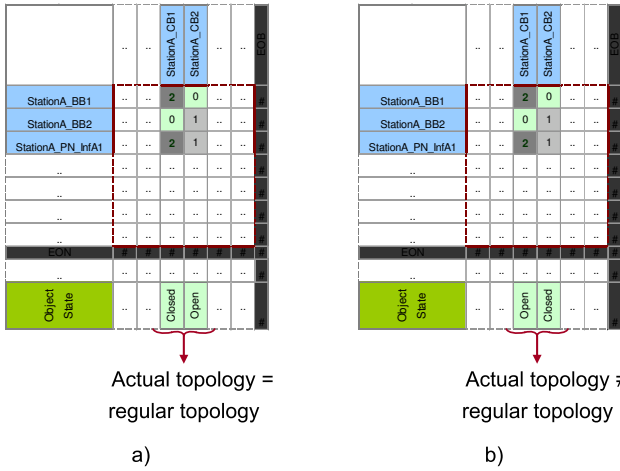 .. .. StationA_CB1 StationA_CB2 .. .. EOB
StationA_BB1 .. .. 2 0 .. .. #
StationA_BB2 .. .. 0 1 .. .. #
StationA_PN_InfA1 .. .. 2 1 .. .. #
.. .. .. .. .. .. .. #
.. .. .. .. .. .. .. #
.. .. .. .. .. .. .. #
.. .. .. .. .. .. .. #
EON # # # # # # #
.. .. .. .. .. .. .. #
Object State .. .. Closed Open .. .. #
Actual topology =
regular topology
a)
.. .. StationA_CB1 StationA_CB2 .. .. EOB
StationA_BB1 .. .. 2 0 .. .. #
StationA_BB2 .. .. 0 1 .. .. #
StationA_PN_InfA1 .. .. 2 1 .. .. #
.. .. .. .. .. .. .. #
.. .. .. .. .. .. .. #
.. .. .. .. .. .. .. #
.. .. .. .. .. .. .. #
EON # # # # # # #
.. .. .. .. .. .. .. #
Object State .. .. Open Closed .. .. #
Actual topology ≠
regular topology
b)